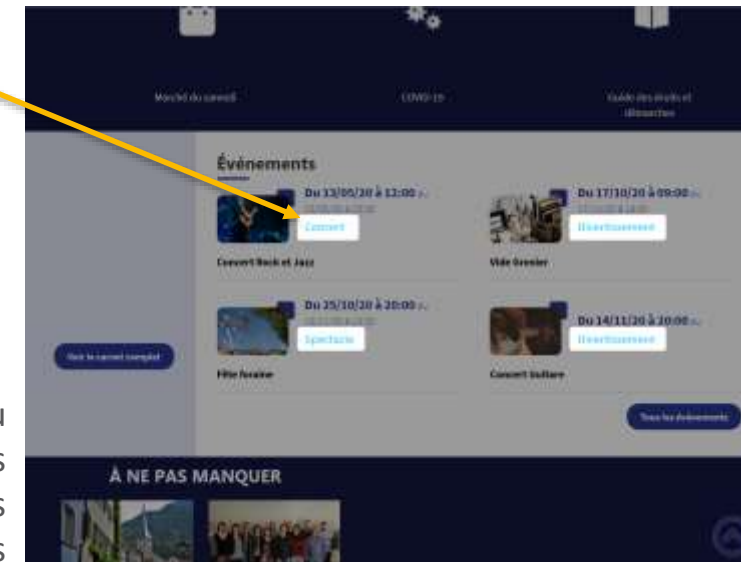 Marché du samedi
COVID-19
Guide des droits et
démarches
Événements
Du 13/05/20 à 12:00
Concert
Concert Rock et Jazz
Du 17/10/20 à 09:00
Divertissement
Vide Grenier
Du 25/10/20 à 20:00
Spectacle
Fête foraine
Du 14/11/20 à 20:00
Divertissement
Concert Guitare
Voir le carnet complet
Tous les événements
À NE PAS MANQUER